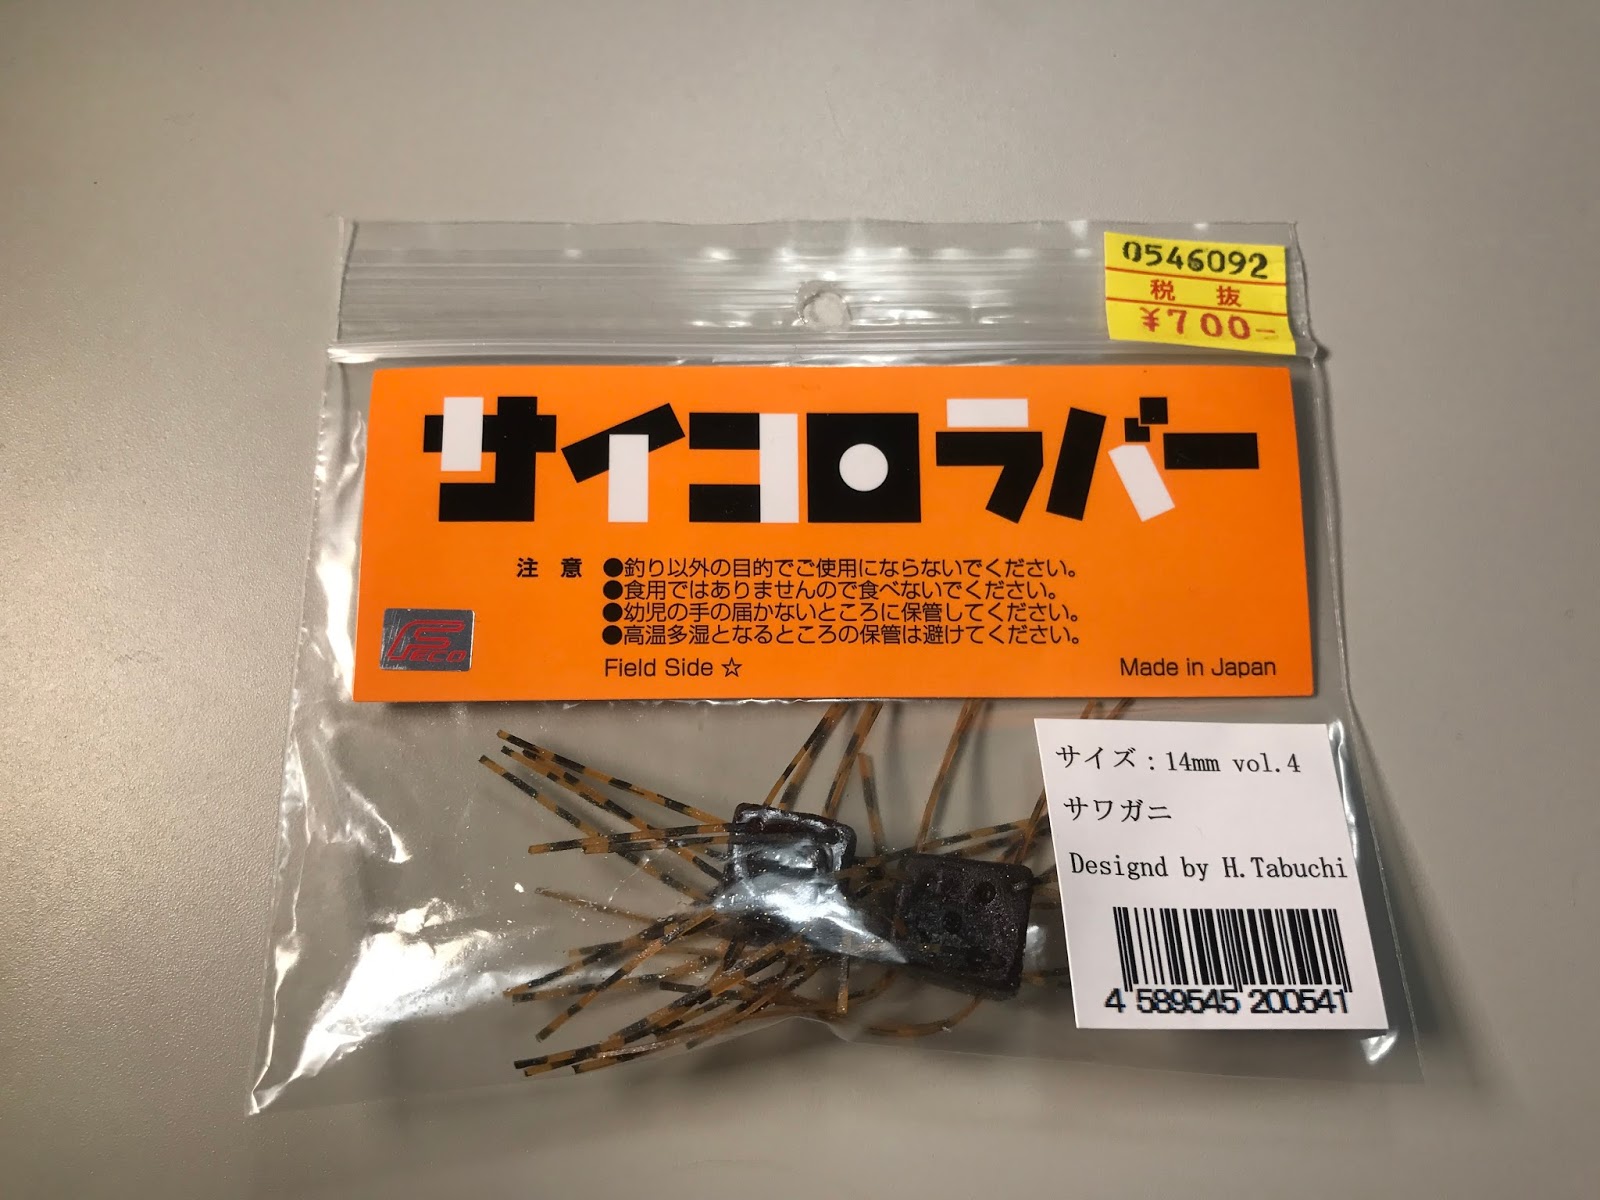 0546092
税 抜
¥700-
サイコロラバー
注 意 ●釣り以外の目的でご使用にならないでください。
●食用ではありませんので食べないでください。
●幼児の手の届かないところに保管してください。
●高温多湿となるところの保管は避けてください。
FECO
Field Side ☆ Made in Japan
サイズ：14mm vol.4
サワガニ
Designd by H.Tabuchi
4 589545 200541